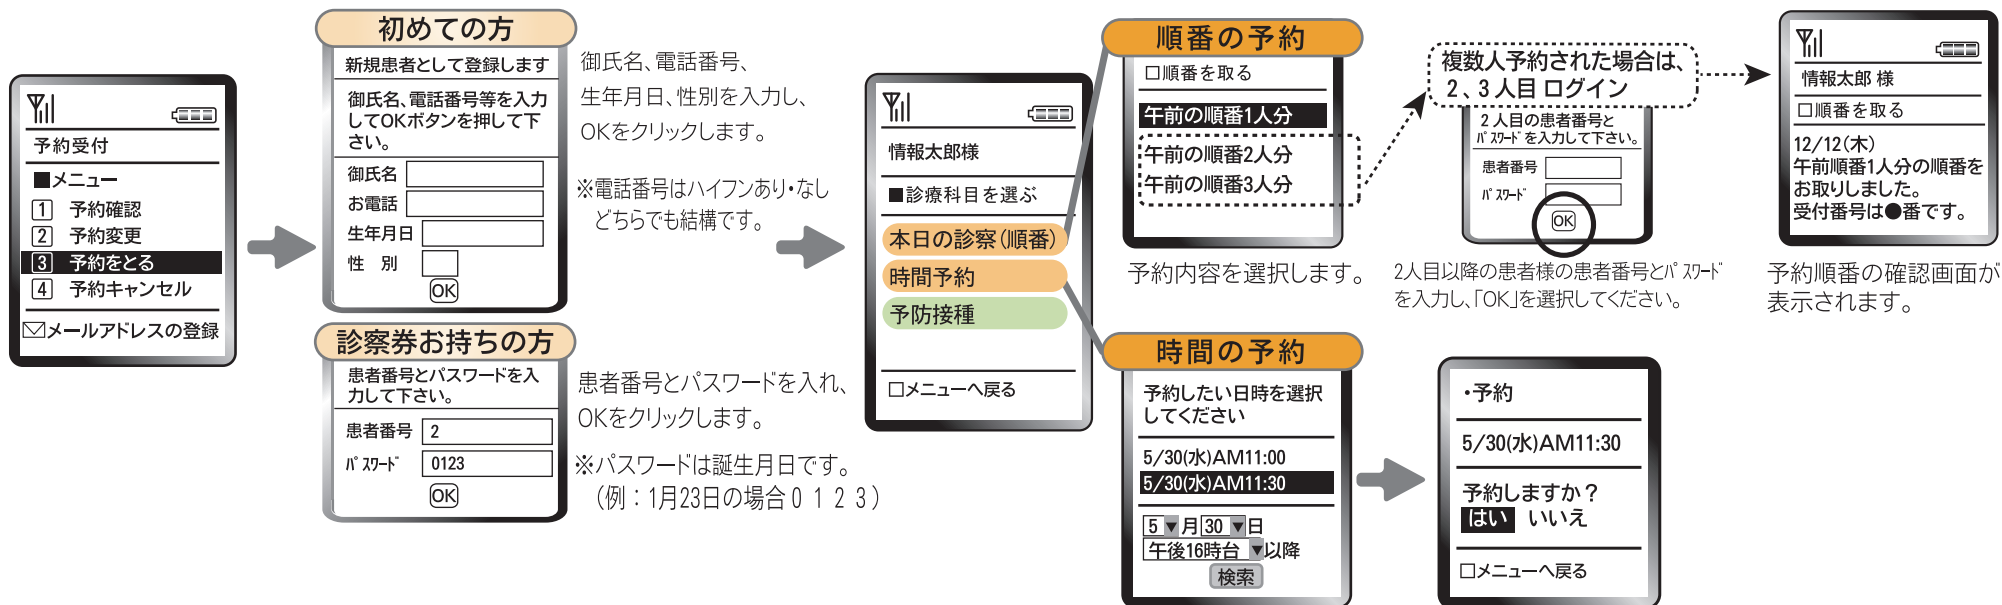 予約受付
■メニュー
1 予約確認
2 予約変更
3 予約をとる
4 予約キャンセル
メールアドレスの登録
初めての方
新規患者として登録します
御氏名、電話番号等を入力
してOKボタンを押して下
さい。
御氏名
お電話
生年月日
性 別
OK
御氏名、電話番号、
生年月日、性別を入力し、
OKをクリックします。
※電話番号はハイフンあり・なし
どちらでも結構です。
診察券お持ちの方
患者番号とパスワードを入
力して下さい。
患者番号 2
パスワード 0123
OK
患者番号とパスワードを入れ、
OKをクリックします。
※パスワードは誕生月日です。
（例：1月23日の場合０１２３）
情報太郎様
■診療科目を選ぶ
本日の診察（順番）
時間予約
予防接種
□メニューへ戻る
順番の予約
□順番を取る
午前の順番1人分
午前の順番2人分
午前の順番3人分
予約内容を選択します。
複数人予約された場合は、
2、3人目 ログイン
2人目の患者番号と
パスワードを入力して下さい。
患者番号
パスワード
OK
2人目以降の患者様の患者番号とパスワード
を入力し、「OK」を選択してください。
情報太郎 様
□順番を取る
12/12(木)
午前順番1人分の順番を
お取りしました。
受付番号は●番です。
予約順番の確認画面が
表示されます。
時間の予約
予約したい日時を選択
してください
5/30(水)AM11:00
5/30(水)AM11:30
5▼月30▼日
午後16時台▼以降
検索
・予約
5/30(水)AM11:30
予約しますか？
はい いいえ
□メニューへ戻る